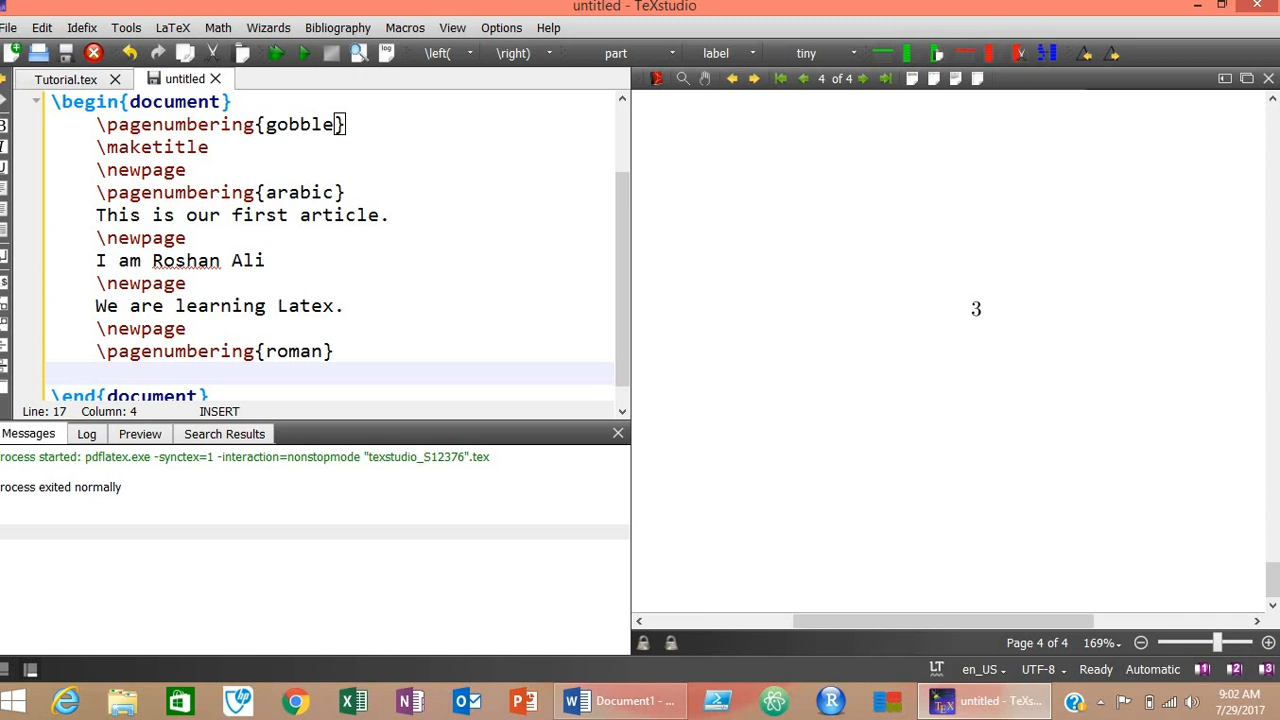 untitled - TeXstudio
File Edit Idefix Tools LaTeX Math Wizards Bibliography Macros View Options Help
log \left( \right) part label tiny
Tutorial.tex untitled 4 of 4
\begin{document}
\pagenumbering{gobble}
\maketitle
\newpage
\pagenumbering{arabic}
This is our first article.
\newpage
I am Roshan Ali
\newpage
We are learning Latex.
\newpage
\pagenumbering{roman}
\end{document}
3
Line: 17 Column: 4 INSERT
Messages Log Preview Search Results
rocess started: pdflatex.exe -synctex=1 -interaction=nonstopmode "texstudio_S12376".tex
rocess exited normally
Page 4 of 4 169%
LT en_US UTF-8 Ready Automatic 1 2 3
Document1 - ... untitled - TeXs...
9:02 AM
7/29/2017